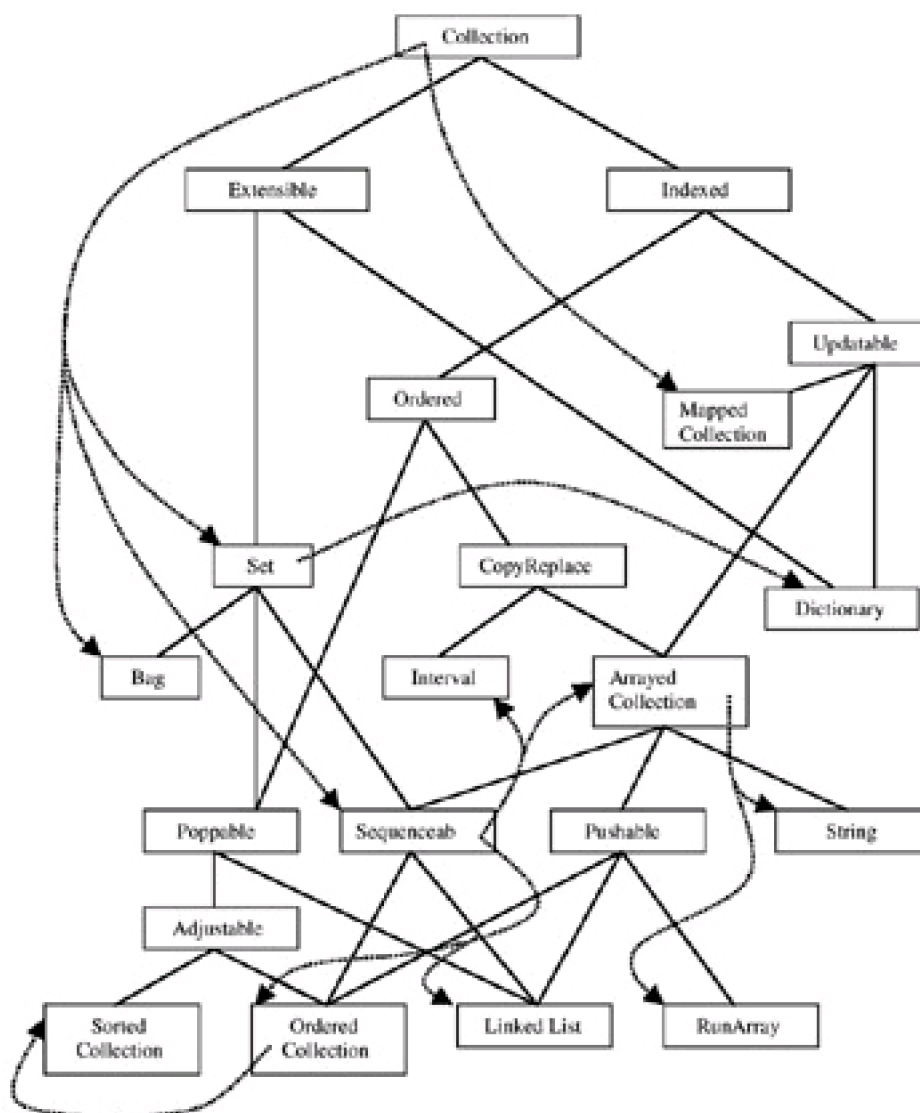 Collection
Extensible
Indexed
Updatable
Ordered
Mapped
Collection
Set
CopyReplace
Dictionary
Bag
Interval
Arrayed
Collection
Poppable
Sequenceab
Pushable
String
Adjustable
Sorted
Collection
Ordered
Collection
Linked List
RunArray